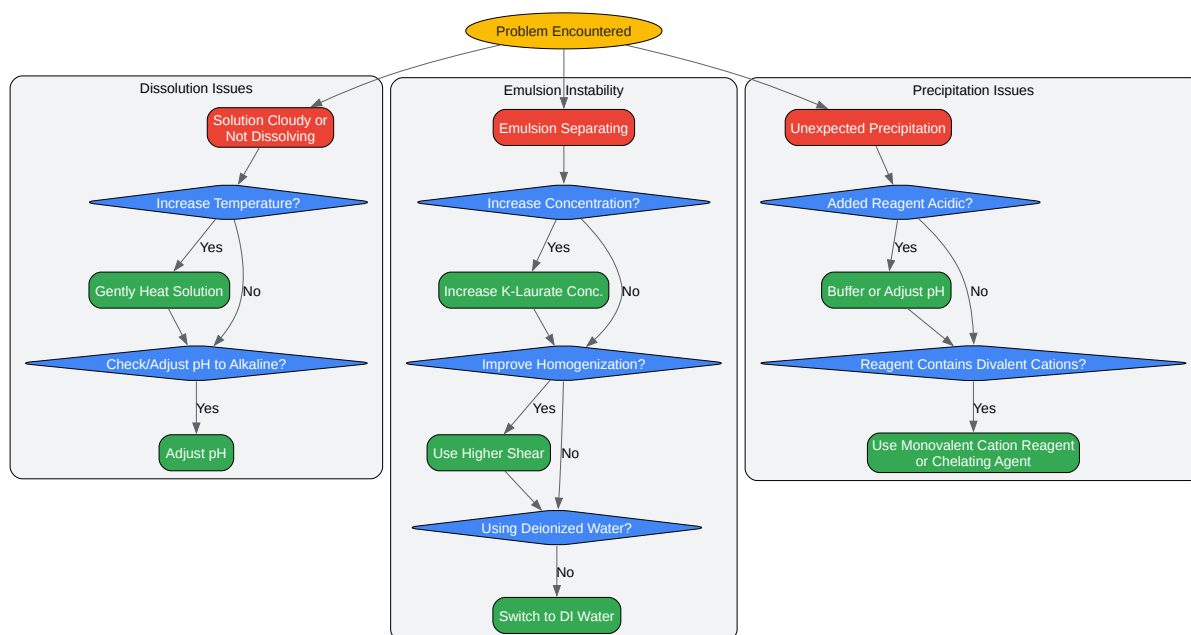 Problem Encountered
Dissolution Issues
Solution Cloudy or
Not Dissolving
Increase Temperature?
Yes
Gently Heat Solution
No
Check/Adjust pH to Alkaline?
Yes
Adjust pH
Emulsion Instability
Emulsion Separating
Increase Concentration?
Yes
Increase K-Laurate Conc.
No
Improve Homogenization?
Yes
Use Higher Shear
No
Using Deionized Water?
No
Switch to DI Water
Precipitation Issues
Unexpected Precipitation
Added Reagent Acidic?
Yes
Buffer or Adjust pH
No
Reagent Contains Divalent Cations?
Yes
Use Monovalent Cation Reagent
or Chelating Agent